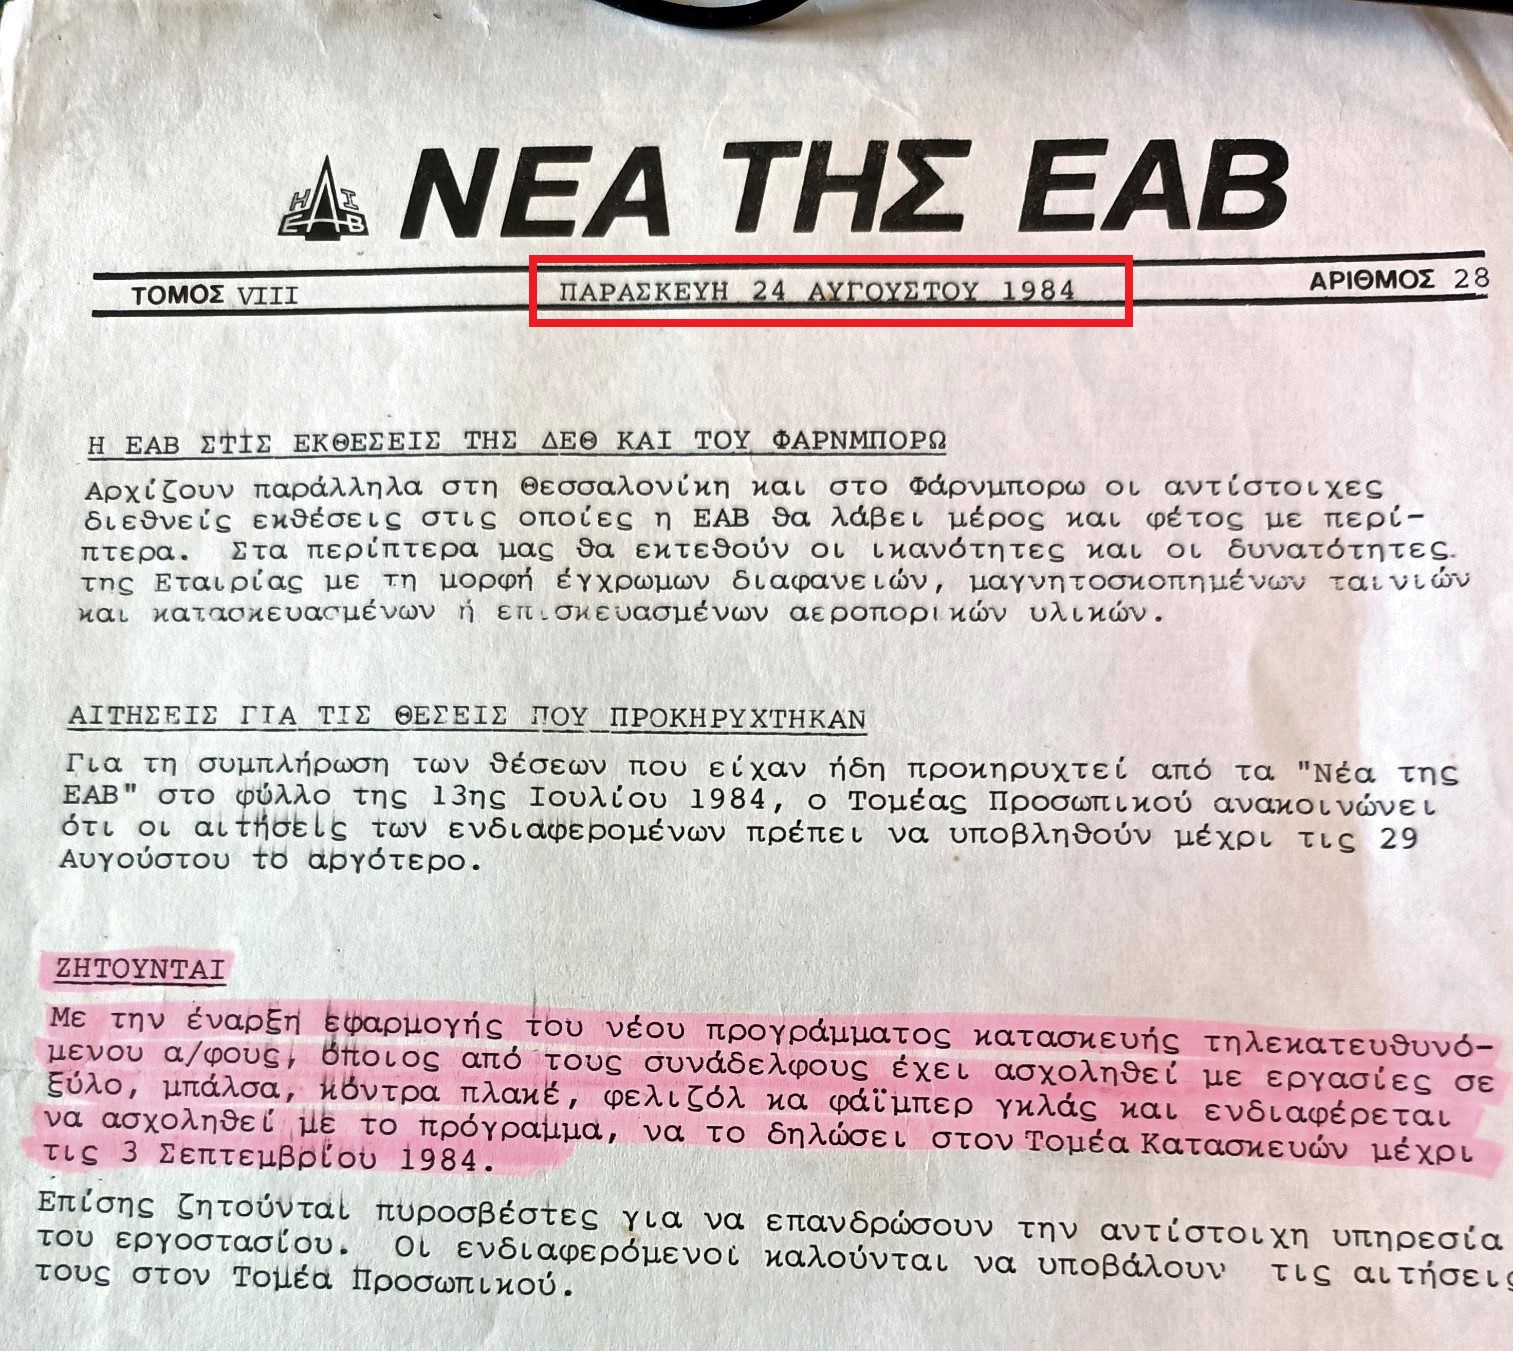 H A I
ΕΑΒ
ΝΕΑ ΤΗΣ ΕΑΒ
ΤΟΜΟΣ VIII ΠΑΡΑΣΚΕΥΗ 24 ΑΥΓΟΥΣΤΟΥ 1984 ΑΡΙΘΜΟΣ 28
Η ΕΑΒ ΣΤΙΣ ΕΚΘΕΣΕΙΣ ΤΗΣ ΔΕΘ ΚΑΙ ΤΟΥ ΦΑΡΝΜΠΟΡΩ
Αρχίζουν παράλληλα στη Θεσσαλονίκη και στο Φάρνμπορω οι αντίστοιχες
διεθνείς εκθέσεις στις οποίες η ΕΑΒ θα λάβει μέρος και φέτος με περί-
πτερα. Στα περίπτερα μας θα εκτεθούν οι ικανότητες και οι δυνατότητες
της Εταιρίας με τη μορφή έγχρωμων διαφανειών, μαγνητοσκοπημένων ταινιών
και κατασκευασμένων ή επισκευασμένων αεροπορικών υλικών.
ΑΙΤΗΣΕΙΣ ΓΙΑ ΤΙΣ ΘΕΣΕΙΣ ΠΟΥ ΠΡΟΚΗΡΥΧΤΗΚΑΝ
Για τη συμπλήρωση των θέσεων που είχαν ήδη προκηρυχτεί από τα "Νέα της
ΕΑΒ" στο φύλλο της 13ης Ιουλίου 1984, ο Τομέας Προσωπικού ανακοινώνει
ότι οι αιτήσεις των ενδιαφερομένων πρέπει να υποβληθούν μέχρι τις 29
Αυγούστου το αργότερο.
ΖΗΤΟΥΝΤΑΙ
Με την έναρξη εφαρμογής του νέου προγράμματος κατασκευής τηλεκατευθυνό-
μενου α/φους, όποιος από τους συνάδελφους έχει ασχοληθεί με εργασίες σε
ξύλο, μπάλσα, κόντρα πλακέ, φελιζόλ κα φάϊμπερ γκλάς και ενδιαφέρεται
να ασχοληθεί με το πρόγραμμα, να το δηλώσει στον Τομέα Κατασκευών μέχρι
τις 3 Σεπτεμβρίου 1984.
Επίσης ζητούνται πυροσβέστες για να επανδρώσουν την αντίστοιχη υπηρεσία
του εργοστασίου. Οι ενδιαφερόμενοι καλούνται να υποβάλουν τις αιτήσεις
τους στον Τομέα Προσωπικού.